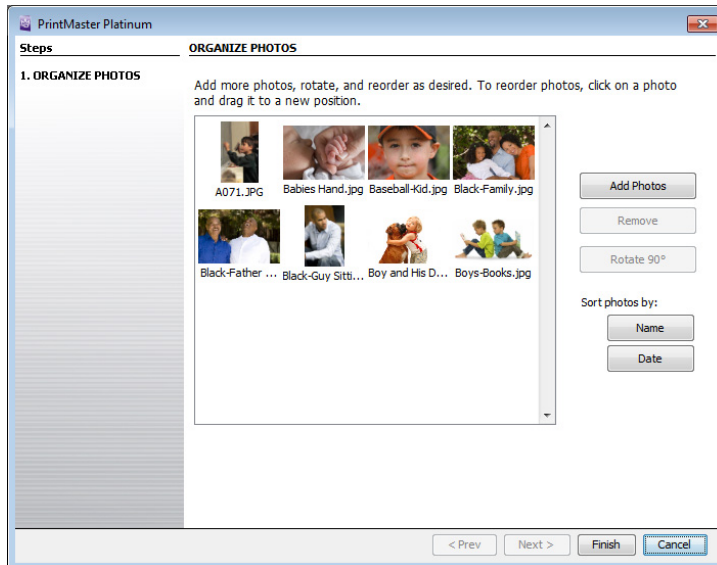 PrintMaster Platinum
Steps
1. ORGANIZE PHOTOS
ORGANIZE PHOTOS
Add more photos, rotate, and reorder as desired. To reorder photos, click on a photo
and drag it to a new position.
A071.JPG Babies Hand.jpg Baseball-Kid.jpg Black-Family.jpg
Black-Father ... Black-Guy Sitti... Boy and His D... Boys-Books.jpg
Add Photos
Remove
Rotate 90°
Sort photos by:
Name
Date
< Prev Next > Finish Cancel